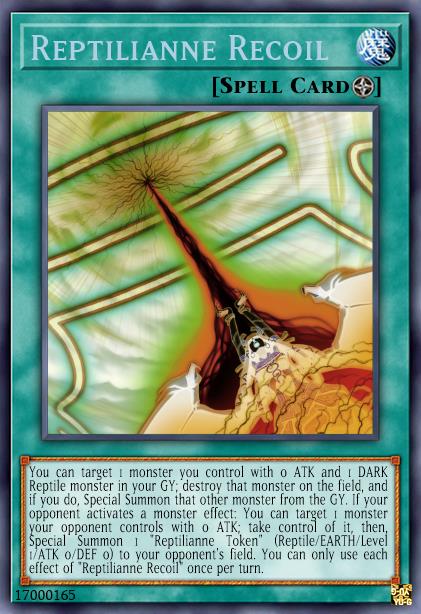 Reptilianne Recoil
魔
[Spell Card]
You can target 1 monster you control with 0 ATK and 1 DARK
Reptile monster in your GY; destroy that monster on the field, and
if you do, Special Summon that other monster from the GY. If your
opponent activates a monster effect: You can target 1 monster
your opponent controls with 0 ATK; take control of it, then,
Special Summon 1 "Reptilianne Token" (Reptile/EARTH/Level
1/ATK 0/DEF 0) to your opponent's field. You can only use each
effect of "Reptilianne Recoil" once per turn.
17000165